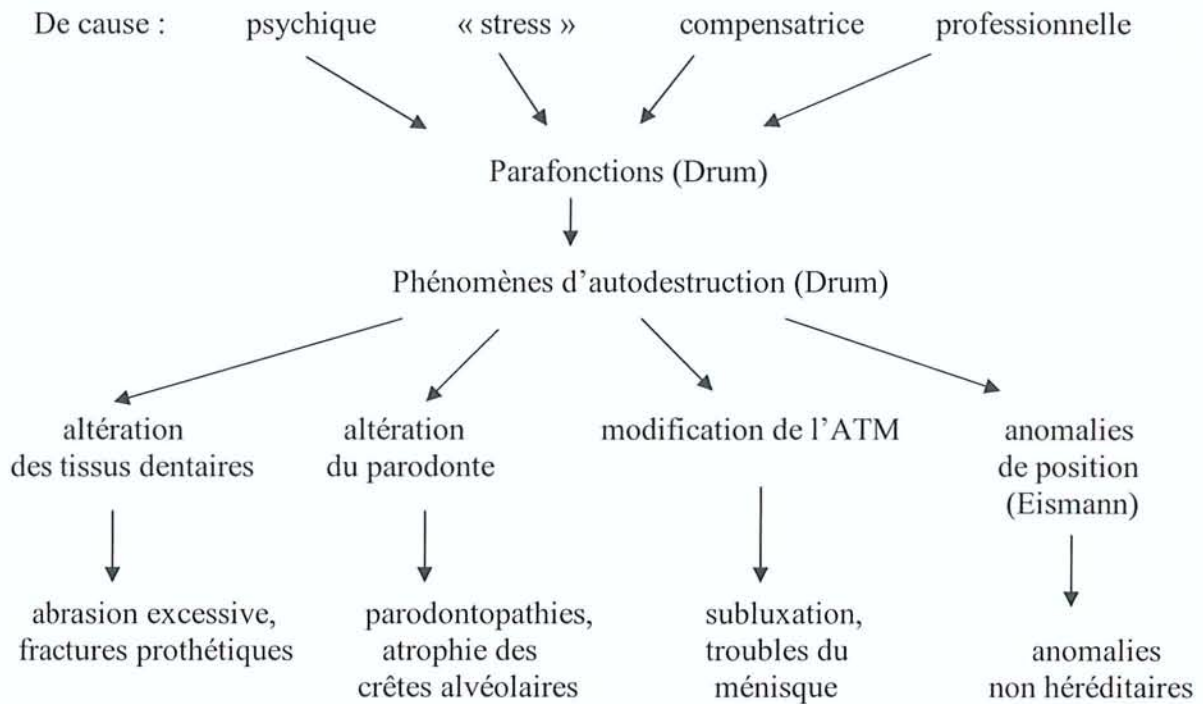 De cause : psychique « stress » compensatrice professionnelle
Parafonctions (Drum)
Phénomènes d’autodestruction (Drum)
altération
des tissus dentaires
altération
du parodonte
modification de l’ATM
anomalies
de position
(Eismann)
abrasion excessive,
fractures prothétiques
parodontopathies,
atrophie des
crêtes alvéolaires
subluxation,
troubles du
ménisque
anomalies
non héréditaires